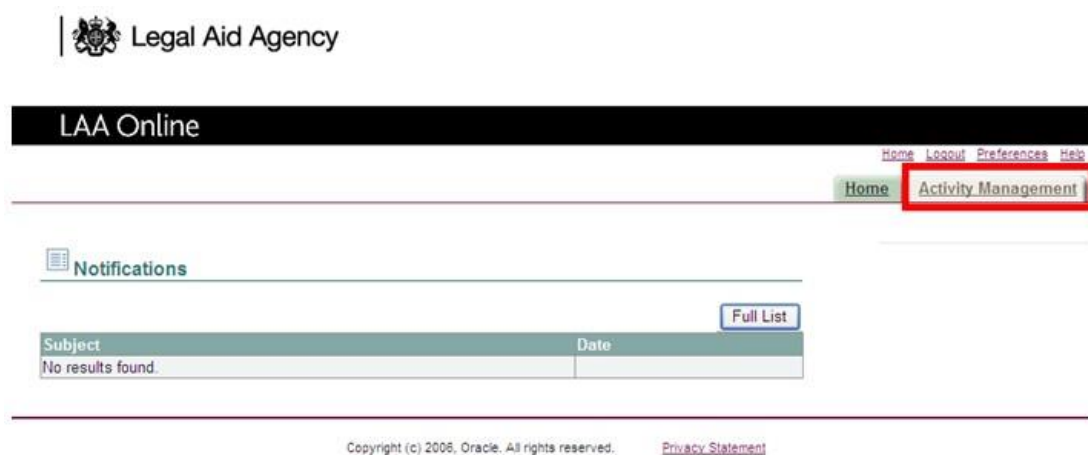 Legal Aid Agency
LAA Online
Home Logout Preferences Help
Home Activity Management
Notifications
Full List
Subject Date
No results found.
Copyright (c) 2006, Oracle. All rights reserved. Privacy Statement